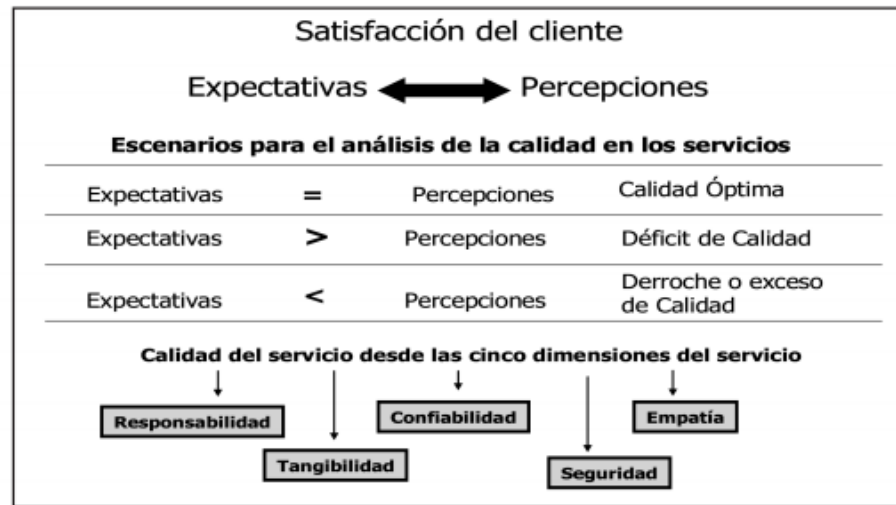 Satisfacción del cliente
Expectativas Percepciones
Escenarios para el análisis de la calidad en los servicios
Expectativas = Percepciones Calidad Óptima
Expectativas > Percepciones Déficit de Calidad
Expectativas < Percepciones Derroche o exceso
de Calidad
Calidad del servicio desde las cinco dimensiones del servicio
Responsabilidad Confiabilidad Empatía
Tangibilidad Seguridad